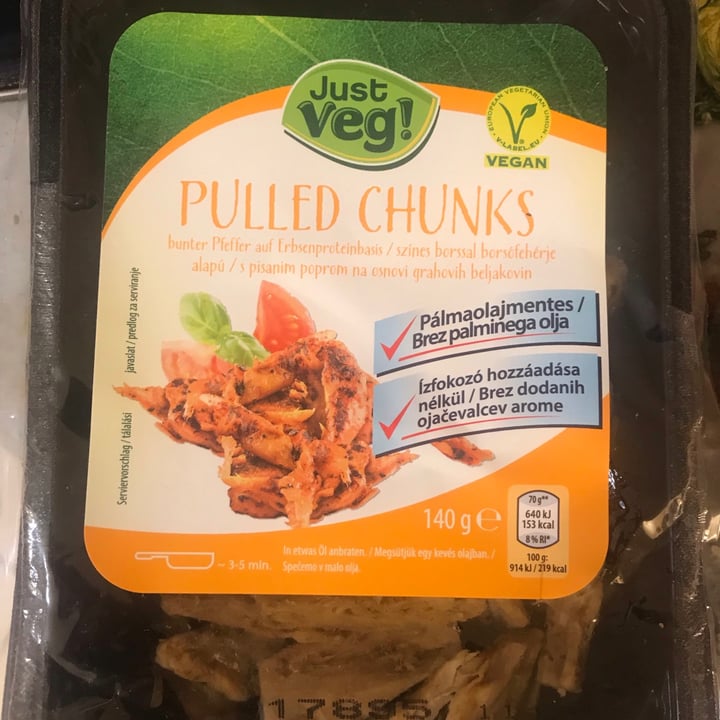 Just
Veg!
EUROPEAN VEGETARIAN UNION
V-LABEL.EU
VEGAN
PULLED CHUNKS
bunter Pfeffer auf Erbsenproteinbasis / színes borssal borsófehérje
alapú / s pisanim poprom na osnovi grahovih beljakovin
Serviervorschlag / tálalási
javaslat / predlog za serviranje
Pálmaolajmentes /
Brez palminega olja
Ízfokozó hozzáadása
nélkül / Brez dodanih
ojačevalcev arome
140 g ℮
70 g**
640 kJ
153 kcal
8 % RI*
100 g:
914 kJ / 219 kcal
~ 3-5 min.
In etwas Öl anbraten. / Megsütjük egy kevés olajban. /
Spečemo v malo olja.
17895 11